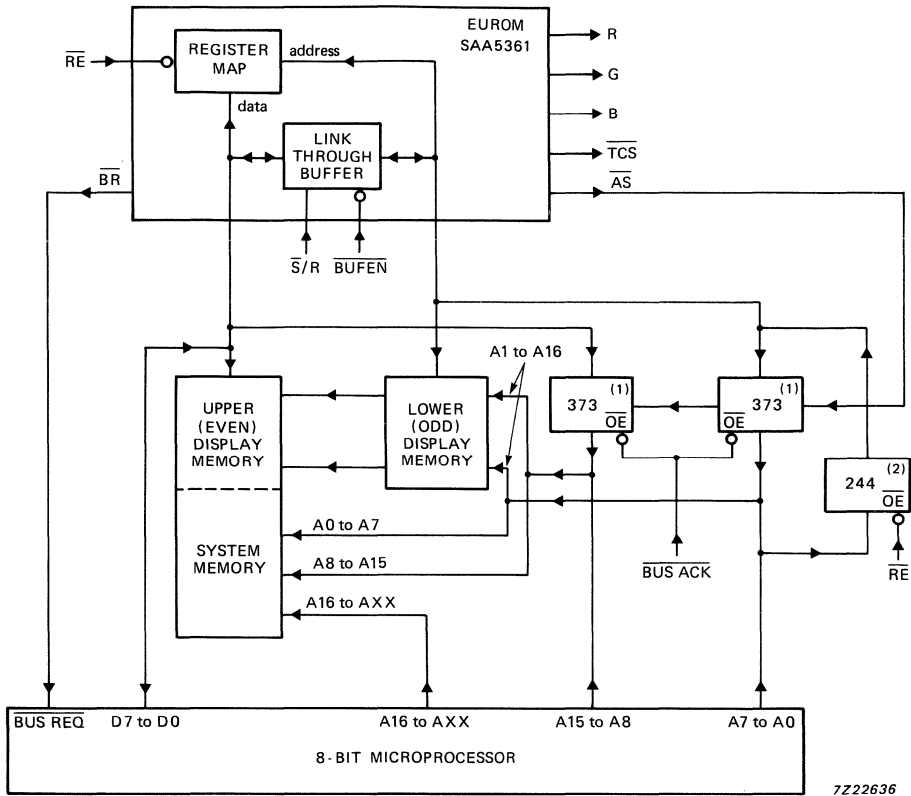 EUROM
SAA5361
R
G
B
TCS
AS
RE
REGISTER
MAP
address
data
LINK
THROUGH
BUFFER
BR
S/R
BUFEN
A1 to A16
UPPER
(EVEN)
DISPLAY
MEMORY
LOWER
(ODD)
DISPLAY
MEMORY
373 (1)
OE
(1)
OE 373
244 (2)
OE
SYSTEM
MEMORY
A0 to A7
A8 to A15
A16 to AXX
BUS ACK
RE
BUS REQ D7 to D0 A16 to AXX A15 to A8 A7 to A0
8-BIT MICROPROCESSOR
7Z22636